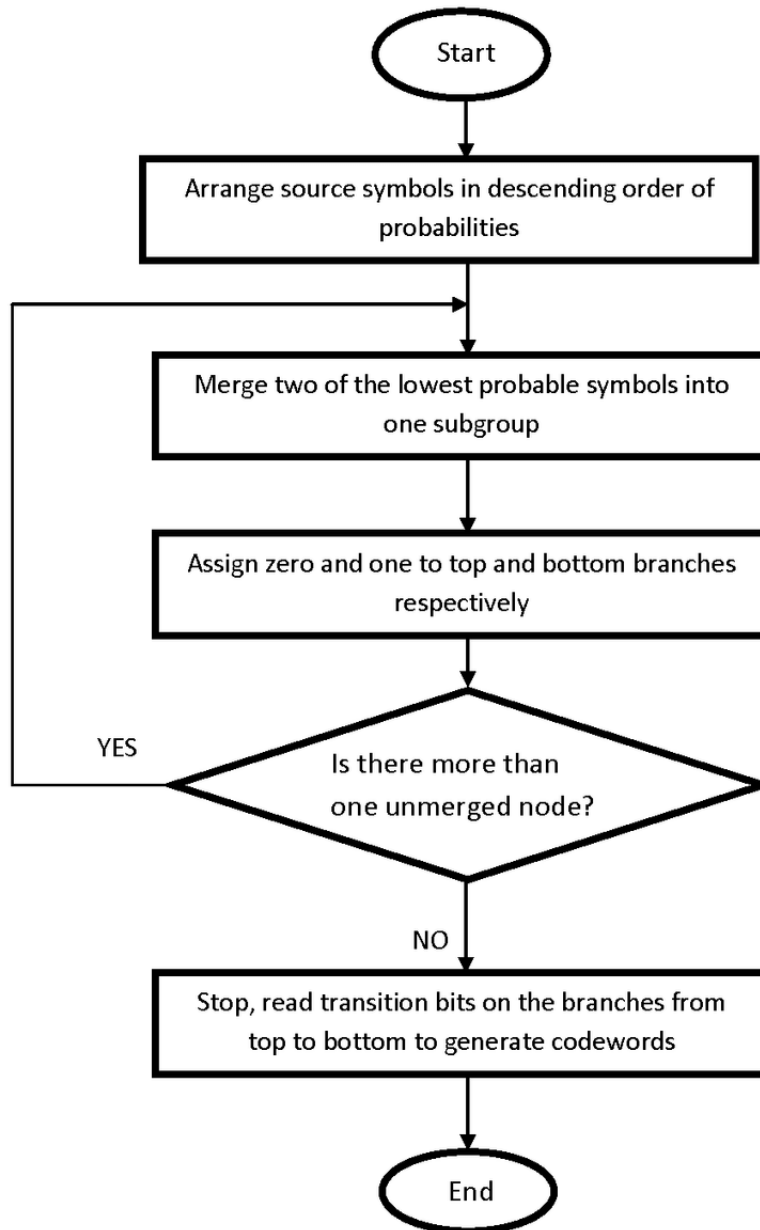 Start
Arrange source symbols in descending order of
probabilities
Merge two of the lowest probable symbols into
one subgroup
Assign zero and one to top and bottom branches
respectively
YES
Is there more than
one unmerged node?
NO
Stop, read transition bits on the branches from
top to bottom to generate codewords
End